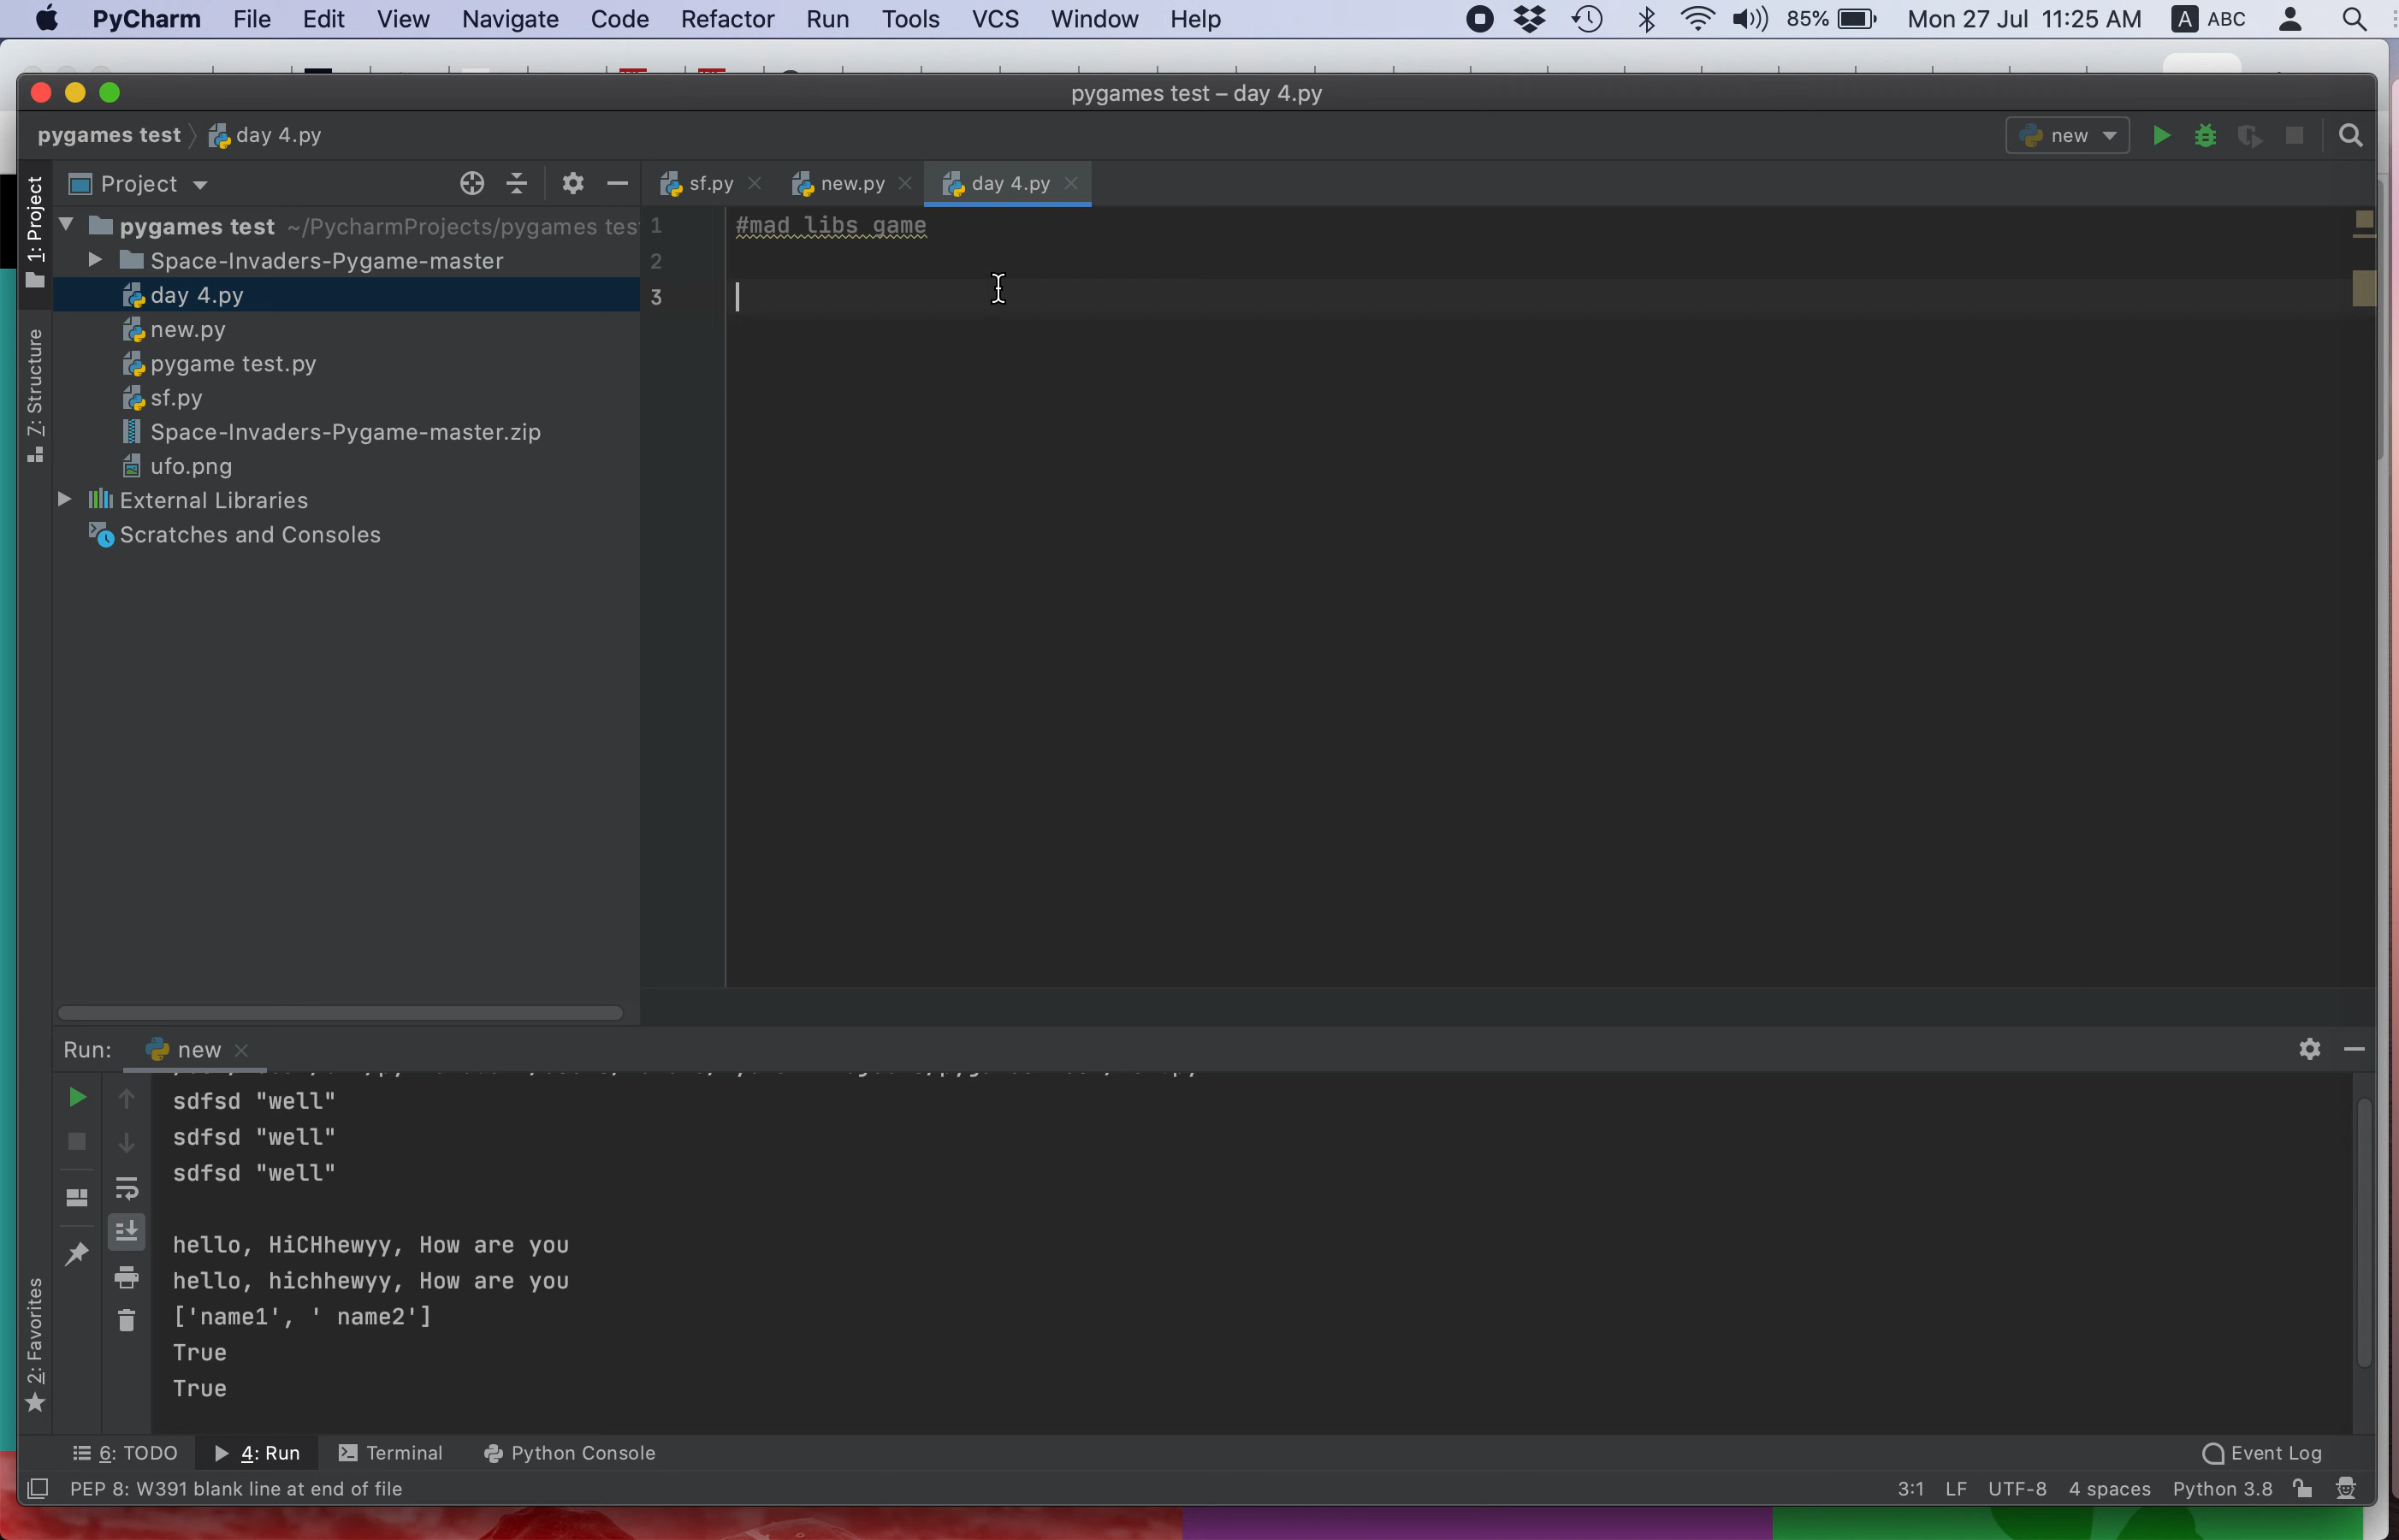 PyCharm File Edit View Navigate Code Refactor Run Tools VCS Window Help 85% Mon 27 Jul 11:25 AM A ABC
pygames test – day 4.py
pygames test day 4.py new
1: Project
Project
sf.py new.py day 4.py
pygames test ~/PycharmProjects/pygames tes
1 #mad libs game
Space-Invaders-Pygame-master
2
day 4.py
3
new.py
7: Structure
pygame test.py
sf.py
Space-Invaders-Pygame-master.zip
ufo.png
External Libraries
Scratches and Consoles
Run: new
sdfsd "well"
sdfsd "well"
sdfsd "well"
hello, HiCHhewyy, How are you
hello, hichhewyy, How are you
['name1', ' name2']
True
True
2: Favorites
6: TODO 4: Run Terminal Python Console Event Log
PEP 8: W391 blank line at end of file 3:1 LF UTF-8 4 spaces Python 3.8